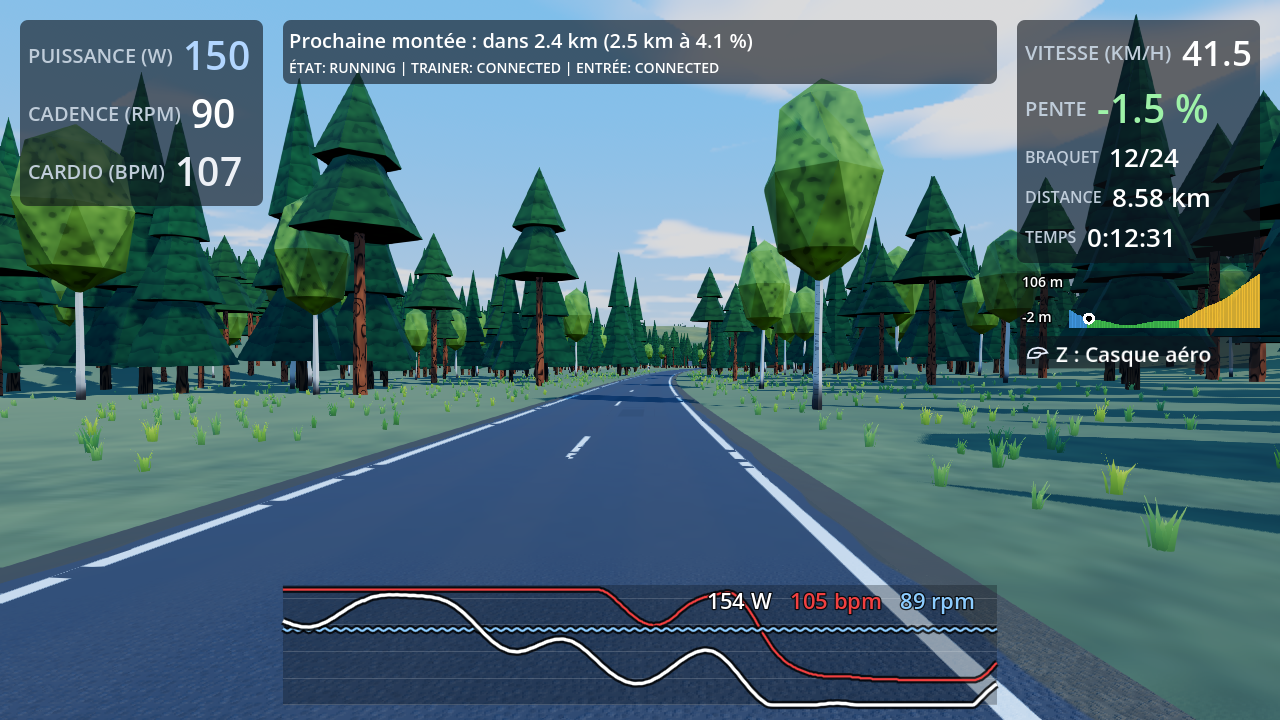 PUISSANCE (W) 150
CADENCE (RPM) 90
CARDIO (BPM) 107
Prochaine montée : dans 2.4 km (2.5 km à 4.1 %)
ÉTAT: RUNNING | TRAINER: CONNECTED | ENTRÉE: CONNECTED
VITESSE (KM/H) 41.5
PENTE -1.5 %
BRAQUET 12/24
DISTANCE 8.58 km
TEMPS 0:12:31
106 m
-2 m
Z : Casque aéro
154 W 105 bpm 89 rpm